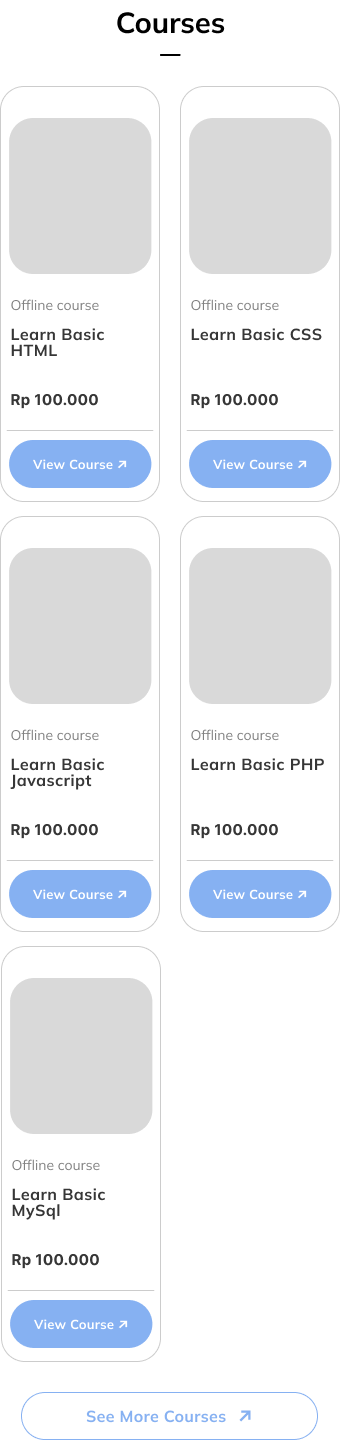 Courses
Offline course
Learn Basic
HTML
Rp 100.000
View Course
Offline course
Learn Basic CSS
Rp 100.000
View Course
Offline course
Learn Basic
Javascript
Rp 100.000
View Course
Offline course
Learn Basic PHP
Rp 100.000
View Course
Offline course
Learn Basic
MySql
Rp 100.000
View Course
See More Courses